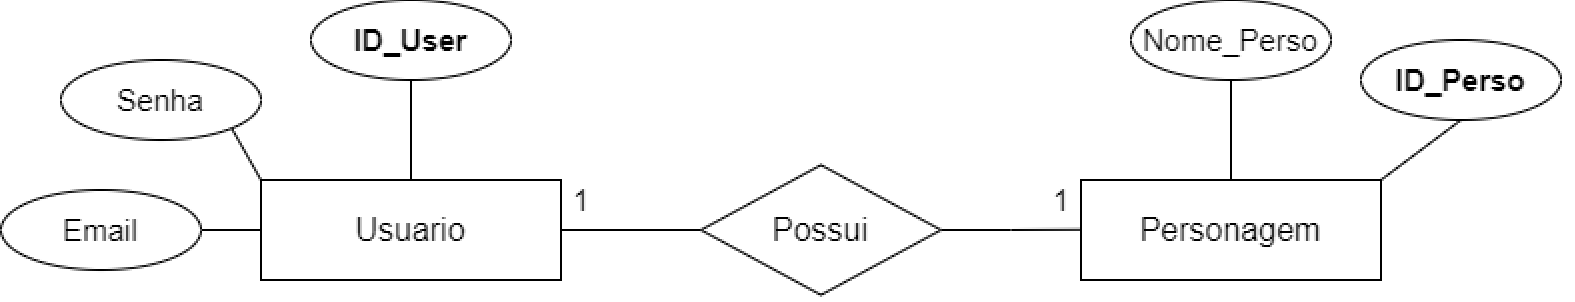 ID_User
Nome_Perso
ID_Perso
Senha
1
1
Email
Usuario
Possui
Personagem